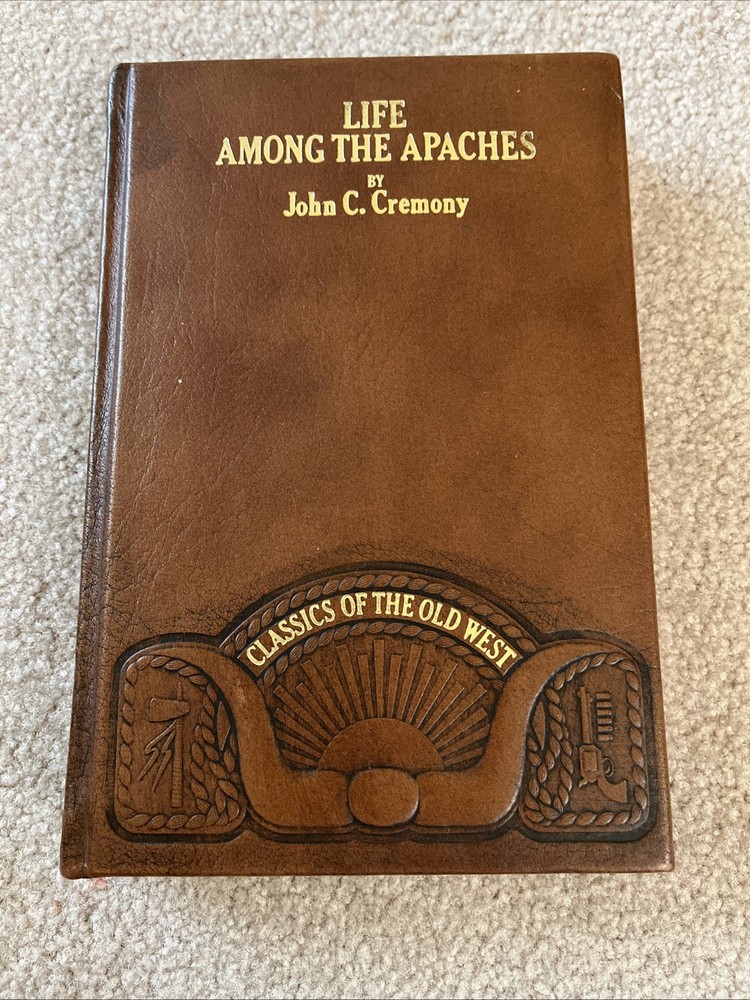 LIFE
AMONG THE APACHES
BY
John C. Cremony
CLASSICS OF THE OLD WEST